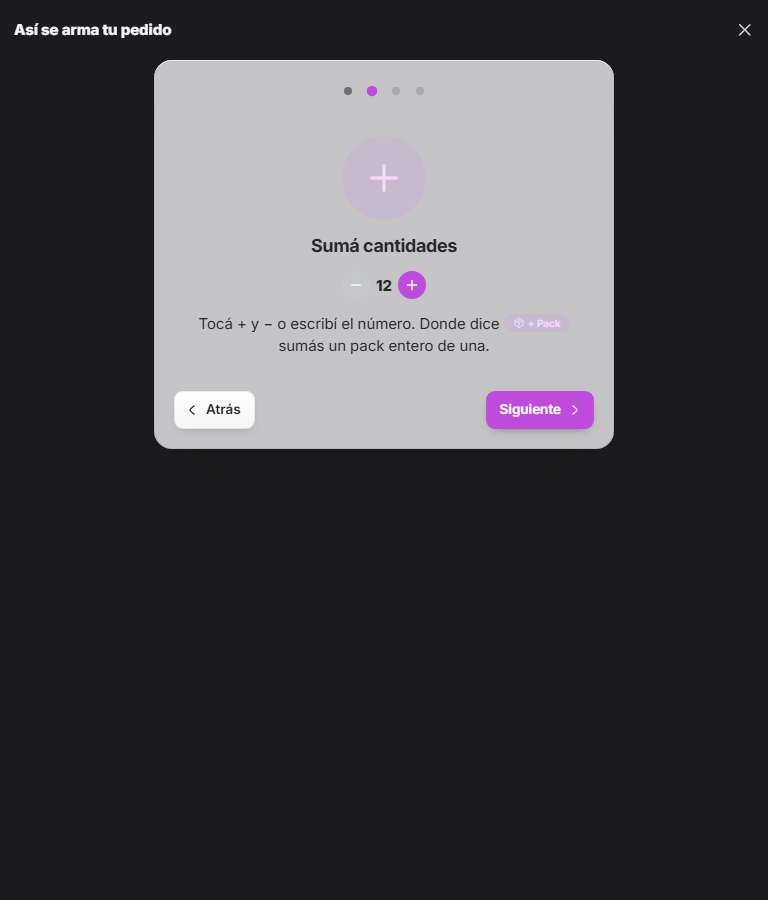 Así se arma tu pedido
Sumá cantidades
− 12 +
Tocá + y − o escribí el número. Donde dice + Pack
sumás un pack entero de una.
Atrás
Siguiente